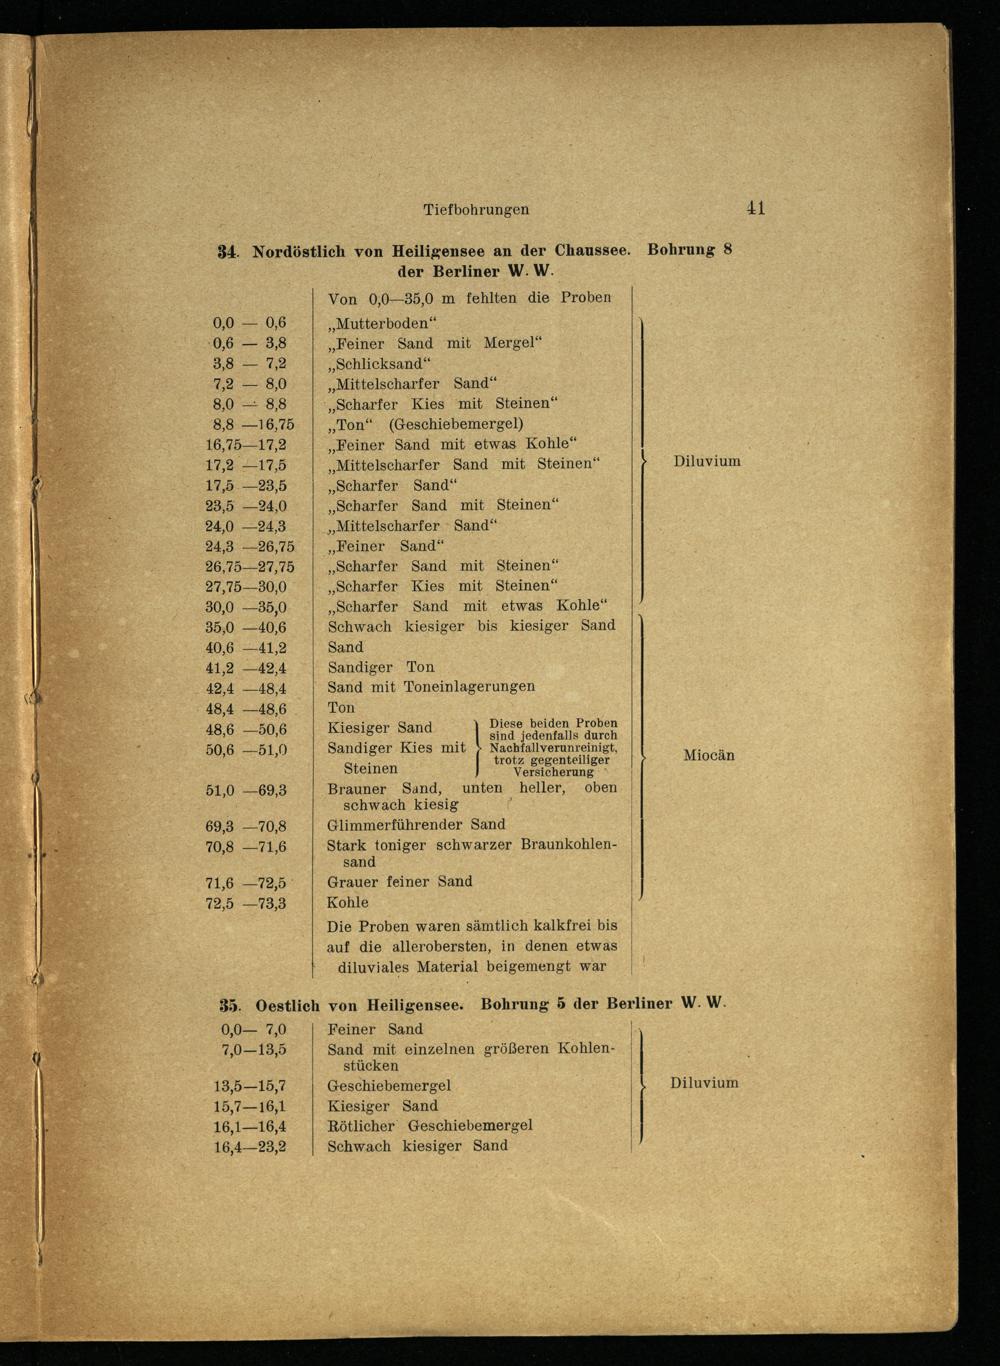 Tiefbohrungen 41
34. Nordöstlich von Heiligensee an der Chaussee. Bohrung 8
der Berliner W. W.
Von 0,0—35,0 m fehlten die Proben
0,0 — 0,6 „Mutterboden“
0,6 — 3,8 „Feiner Sand mit Mergel“
3,8 — 7,2 „Schlicksand“
7,2 — 8,0 „Mittelscharfer Sand“
8,0 — 8,8 „Scharfer Kies mit Steinen“
8,8 —16,75 „Ton“ (Geschiebemergel)
16,75—17,2 „Feiner Sand mit etwas Kohle“
17,2 —17,5 „Mittelscharfer Sand mit Steinen“ Diluvium
17,5 —23,5 „Scharfer Sand“
23,5 —24,0 „Scharfer Sand mit Steinen“
24,0 —24,3 „Mittelscharfer Sand“
24,3 —26,75 „Feiner Sand“
26,75—27,75 „Scharfer Sand mit Steinen“
27,75—30,0 „Scharfer Kies mit Steinen“
30,0 —35,0 „Scharfer Sand mit etwas Kohle“
35,0 —40,6 Schwach kiesiger bis kiesiger Sand
40,6 —41,2 Sand
41,2 —42,4 Sandiger Ton
42,4 —48,4 Sand mit Toneinlagerungen
48,4 —48,6 Ton
48,6 —50,6 Kiesiger Sand
50,6 —51,0 Sandiger Kies mit
Steinen
Diese beiden Proben
sind jedenfalls durch
Nachfallverunreinigt,
trotz gegenteiliger
Versicherung
Miocän
51,0 —69,3 Brauner Sand, unten heller, oben
schwach kiesig
69,3 —70,8 Glimmerführender Sand
70,8 —71,6 Stark toniger schwarzer Braunkohlen-
sand
71,6 —72,5 Grauer feiner Sand
72,5 —73,3 Kohle
Die Proben waren sämtlich kalkfrei bis
auf die allerobersten, in denen etwas
diluviales Material beigemengt war
35. Oestlich von Heiligensee. Bohrung 5 der Berliner W. W.
0,0— 7,0 Feiner Sand
7,0—13,5 Sand mit einzelnen größeren Kohlen-
stücken
13,5—15,7 Geschiebemergel Diluvium
15,7—16,1 Kiesiger Sand
16,1—16,4 Rötlicher Geschiebemergel
16,4—23,2 Schwach kiesiger Sand